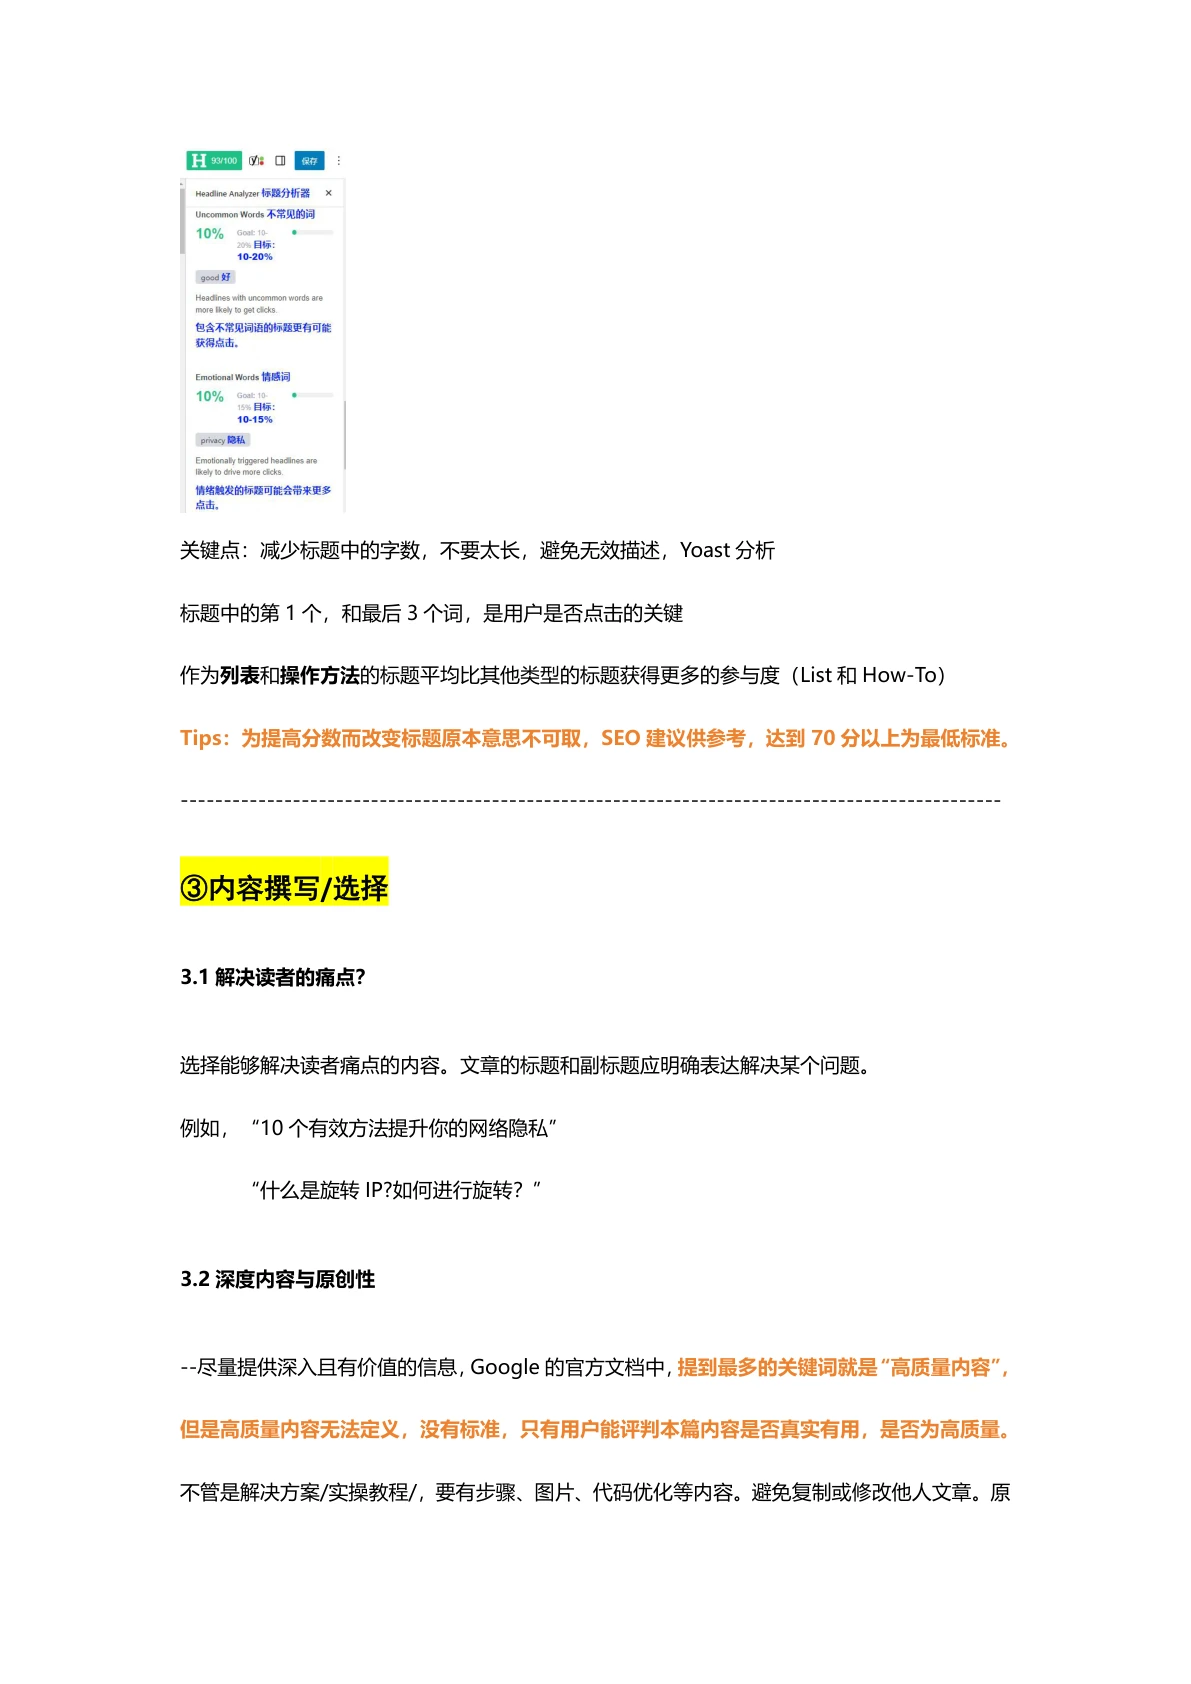 H 93/100 保存
Headline Analyzer 标题分析器 ×
Uncommon Words 不常见的词
10% Goal: 10-
20% 目标：
10-20%
good 好
Headlines with uncommon words are
more likely to get clicks.
包含不常见词语的标题更有可能
获得点击。
Emotional Words 情感词
10% Goal: 10-
15% 目标：
10-15%
privacy 隐私
Emotionally triggered headlines are
likely to drive more clicks.
情绪触发的标题可能会带来更多
点击。
关键点：减少标题中的字数，不要太长，避免无效描述，Yoast 分析
标题中的第 1 个，和最后 3 个词，是用户是否点击的关键
作为列表和操作方法的标题平均比其他类型的标题获得更多的参与度（List 和 How-To）
Tips：为提高分数而改变标题原本意思不可取，SEO 建议供参考，达到 70 分以上为最低标准。
-----------------------------------------------------------------------------------------------
③内容撰写/选择
3.1 解决读者的痛点？
选择能够解决读者痛点的内容。文章的标题和副标题应明确表达解决某个问题。
例如，“10 个有效方法提升你的网络隐私”
“什么是旋转 IP?如何进行旋转？”
3.2 深度内容与原创性
--尽量提供深入且有价值的信息，Google 的官方文档中，提到最多的关键词就是“高质量内容”，
但是高质量内容无法定义，没有标准，只有用户能评判本篇内容是否真实有用，是否为高质量。
不管是解决方案/实操教程/，要有步骤、图片、代码优化等内容。避免复制或修改他人文章。原